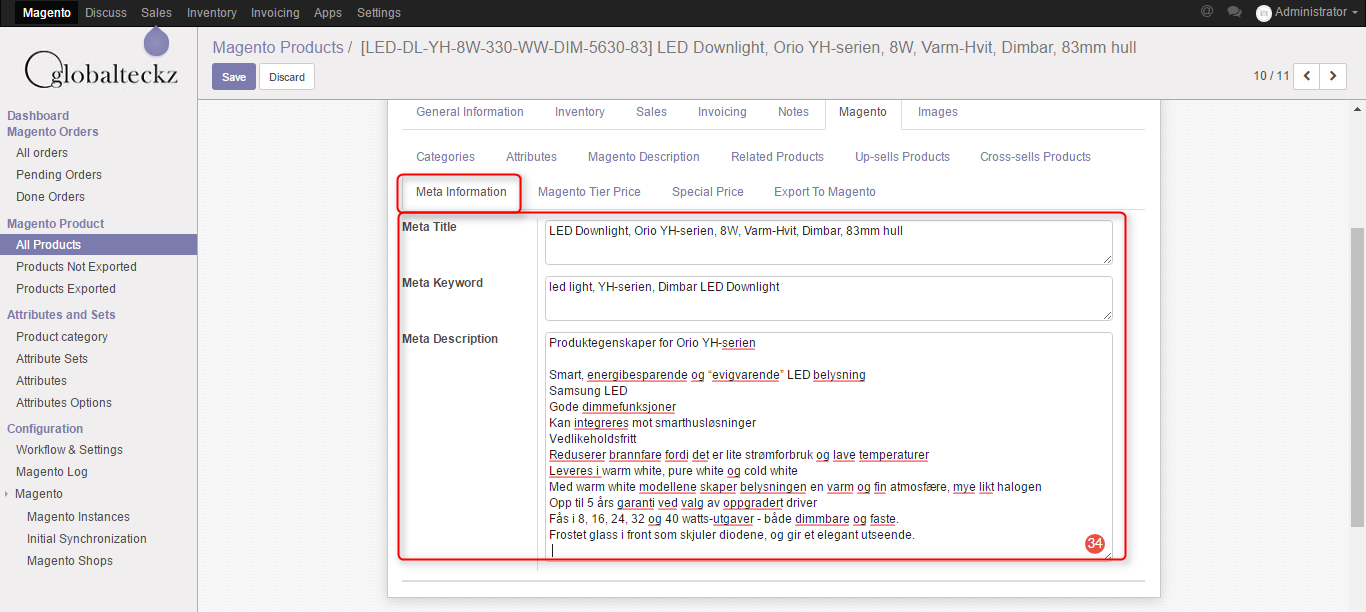 Magento Discuss Sales Inventory Invoicing Apps Settings @ Administrator
globalteckz
Magento Products / [LED-DL-YH-8W-330-WW-DIM-5630-83] LED Downlight, Orio YH-serien, 8W, Varm-Hvit, Dimbar, 83mm hull
Save Discard
10 / 11
Dashboard
Magento Orders
All orders
Pending Orders
Done Orders
Magento Product
All Products
Products Not Exported
Products Exported
Attributes and Sets
Product category
Attribute Sets
Attributes
Attributes Options
Configuration
Workflow & Settings
Magento Log
Magento
Magento Instances
Initial Synchronization
Magento Shops
General Information Inventory Sales Invoicing Notes Magento Images
Categories Attributes Magento Description Related Products Up-sells Products Cross-sells Products
Meta Information Magento Tier Price Special Price Export To Magento
Meta Title
LED Downlight, Orio YH-serien, 8W, Varm-Hvit, Dimbar, 83mm hull
Meta Keyword
led light, YH-serien, Dimbar LED Downlight
Meta Description
Produktegenskaper for Orio YH-serien
Smart, energibesparende og “evigvarende” LED belysning
Samsung LED
Gode dimmefunksjoner
Kan integreres mot smarthusløsninger
Vedlikeholdsfritt
Reduserer brannfare fordi det er lite strømforbruk og lave temperaturer
Leveres i warm white, pure white og cold white
Med warm white modellene skaper belysningen en varm og fin atmosfære, mye likt halogen
Opp til 5 års garanti ved valg av oppgradert driver
Fås i 8, 16, 24, 32 og 40 watts-utgaver - både dimmbare og faste.
Frostet glass i front som skjuler diodene, og gir et elegant utseende.
34